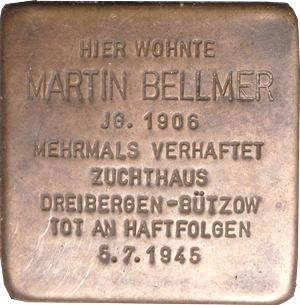 HIER WOHNTE
MARTIN BELLMER
JG. 1906
MEHRMALS VERHAFTET
ZUCHTHAUS
DREIBERGEN-BÜTZOW
TOT AN HAFTFOLGEN
6.7.1945